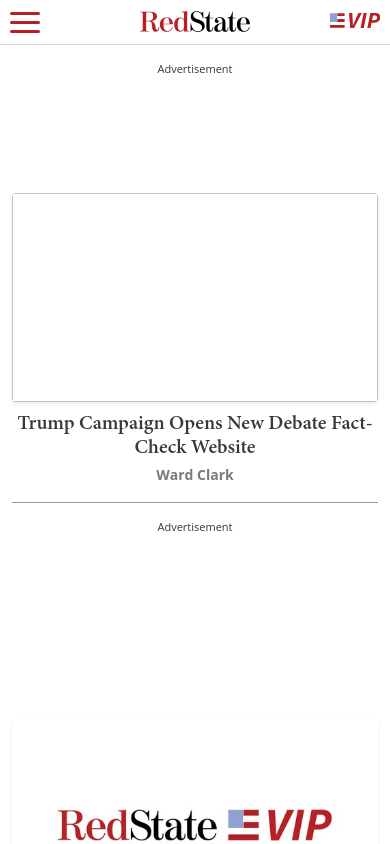 RedState
VIP
Advertisement
Trump Campaign Opens New Debate Fact-
Check Website
Ward Clark
Advertisement
RedState VIP